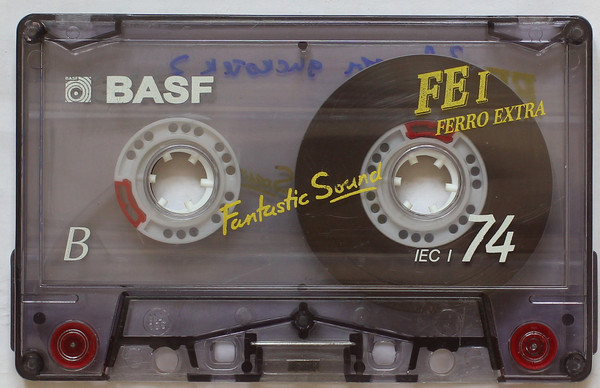 BASF
FE I
FERRO EXTRA
Fantastic Sound
B
IEC I 74